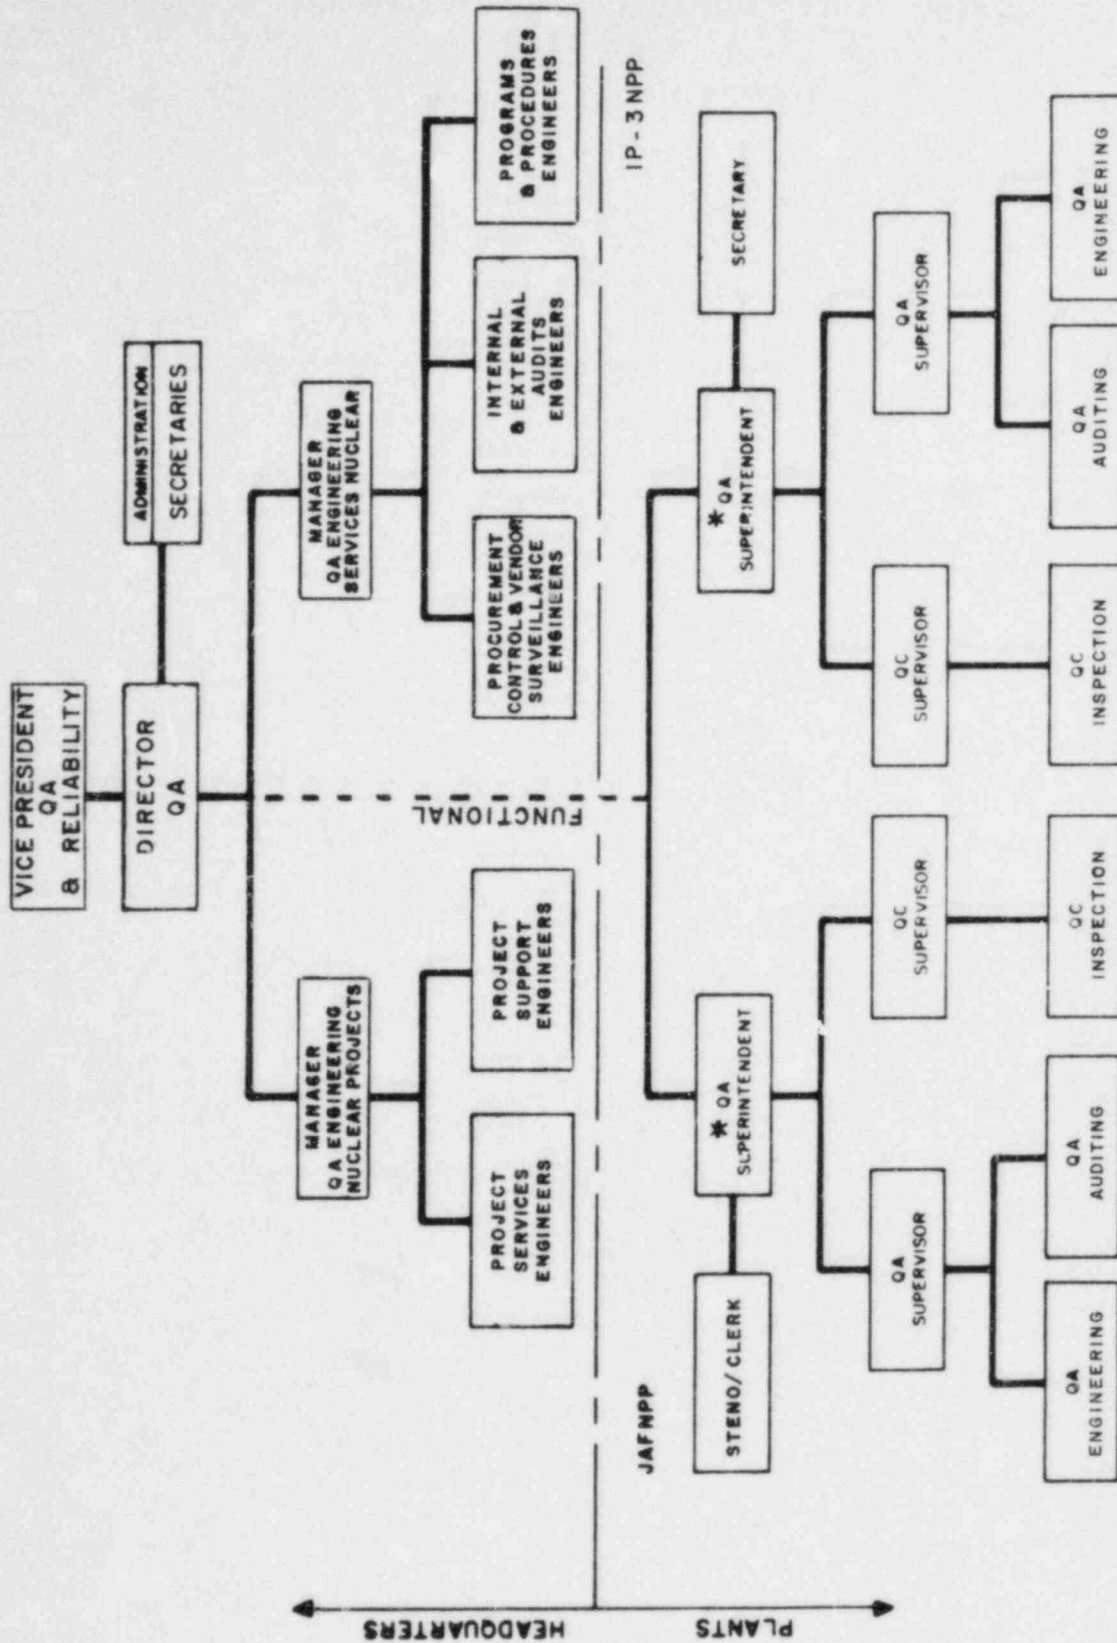 VICE PRESIDENT
QA
& RELIABILITY
DIRECTOR
QA
ADMINISTRATION
SECRETARIES
MANAGER
QA ENGINEERING
NUCLEAR PROJECTS
MANAGER
QA ENGINEERING
SERVICES NUCLEAR
PROJECT
SERVICES
ENGINEERS
PROJECT
SUPPORT
ENGINEERS
FUNCTIONAL
PROCUREMENT
CONTROL & VENDOR
SURVEILLANCE
ENGINEERS
INTERNAL
& EXTERNAL
AUDITS
ENGINEERS
PROGRAMS
& PROCEDURES
ENGINEERS
HEADQUARTERS
PLANTS
JAFNPP
IP-3NPP
STENO/CLERK
* QA
SUPERINTENDENT
* QA
SUPERINTENDENT
SECRETARY
QA
SUPERVISOR
QC
SUPERVISOR
QC
SUPERVISOR
QA
SUPERVISOR
QA
ENGINEERING
QA
AUDITING
QC
INSPECTION
QC
INSPECTION
QA
AUDITING
QA
ENGINEERING